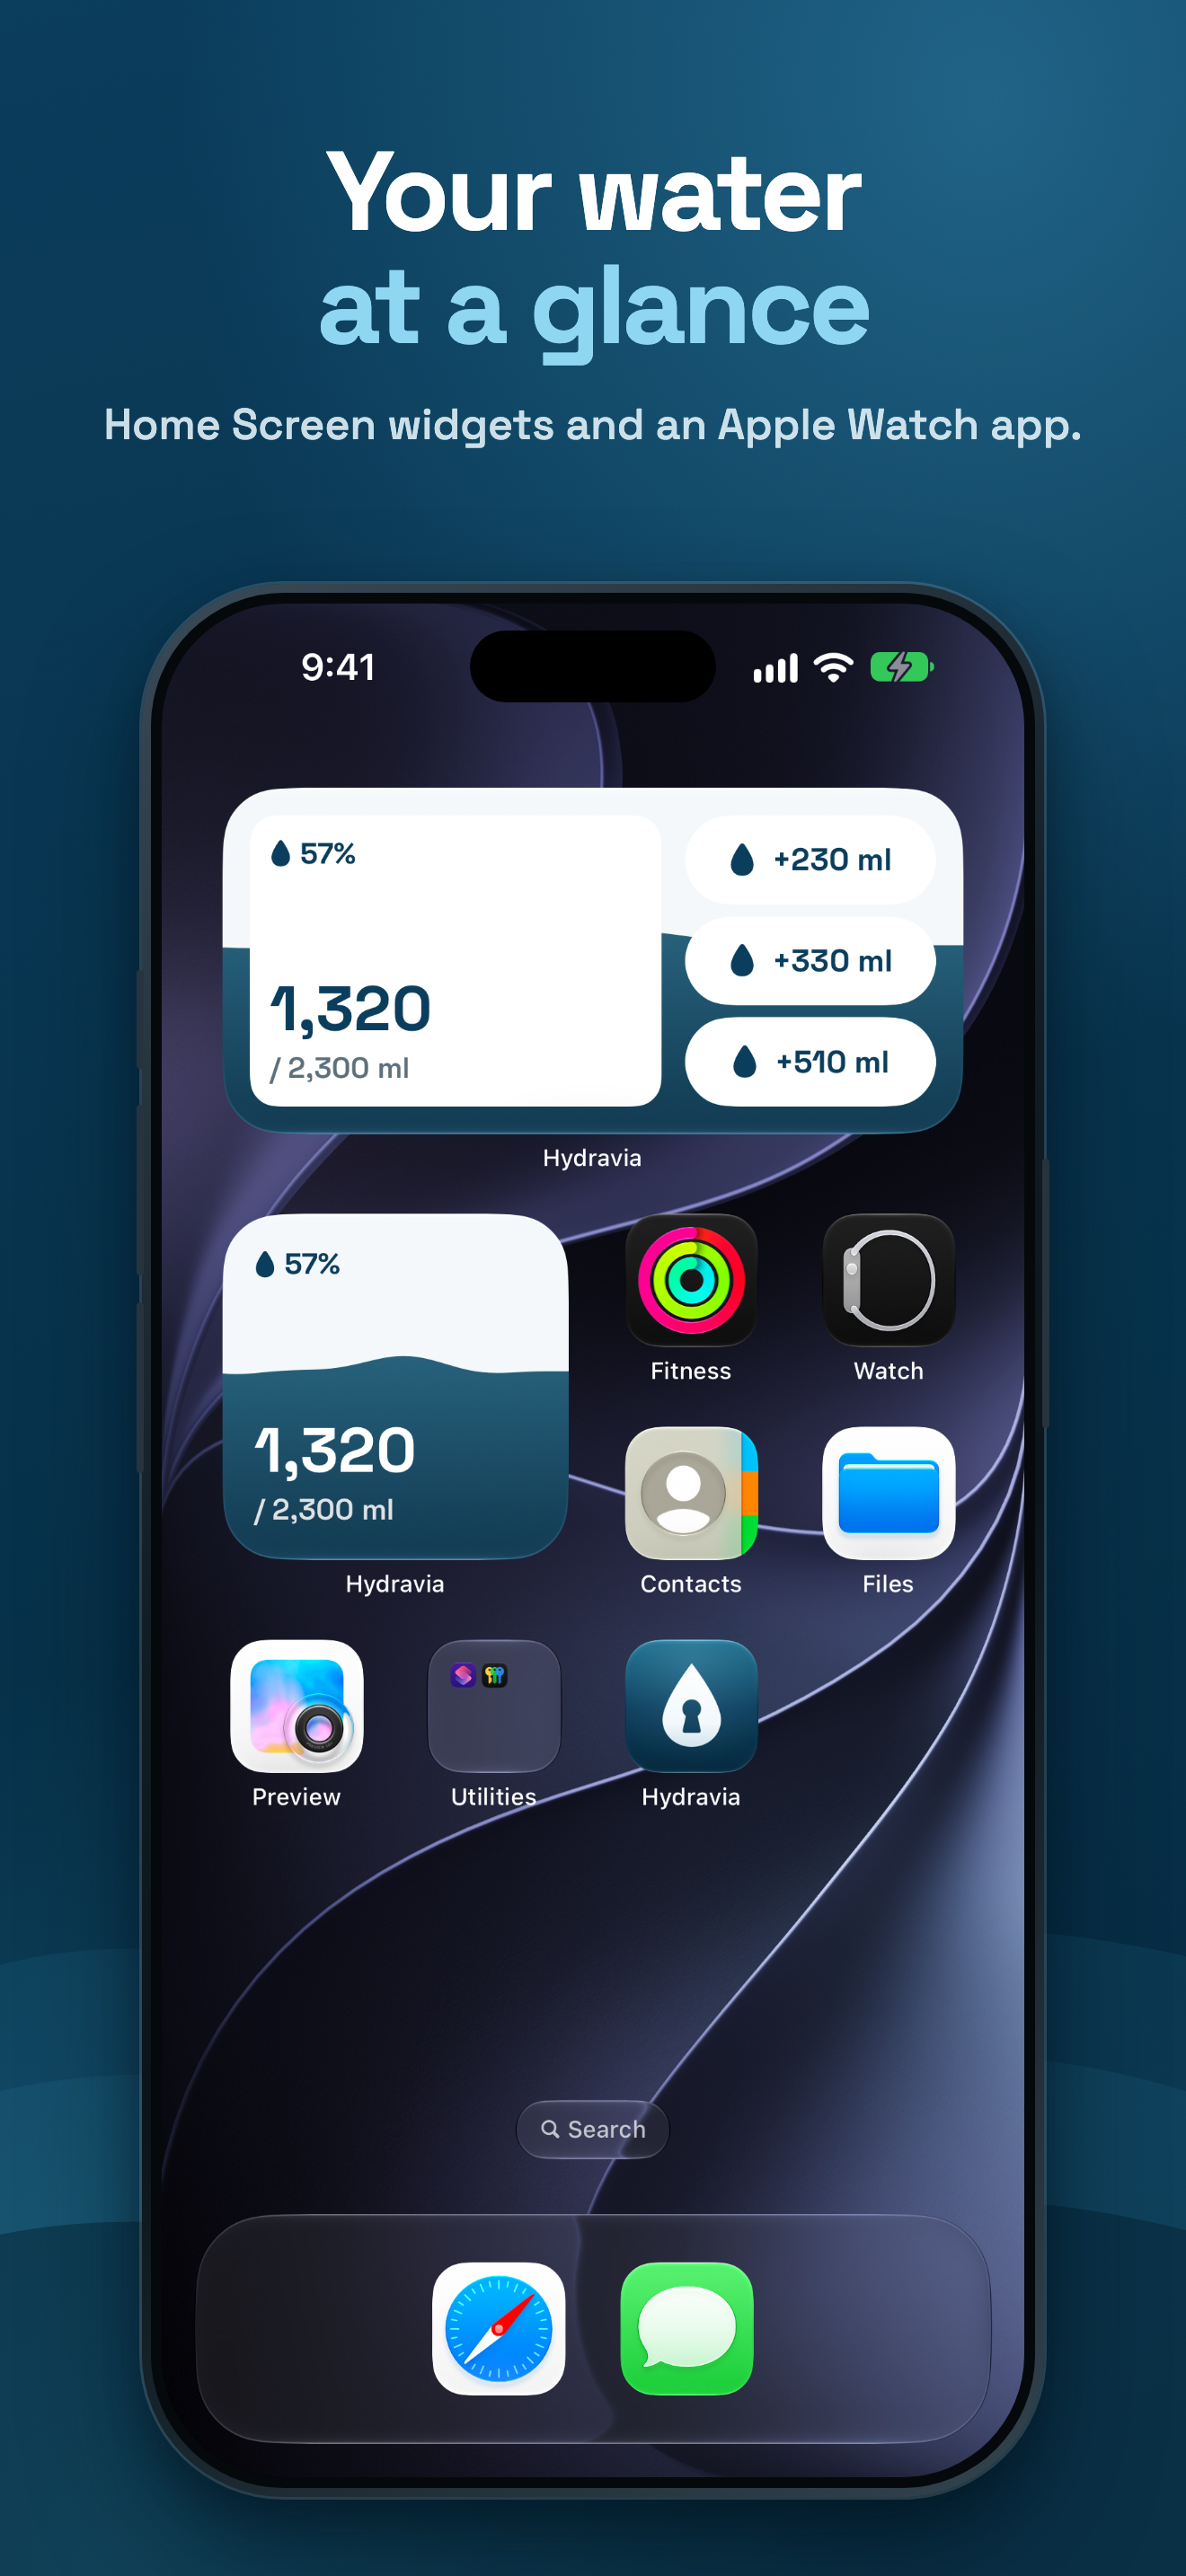 Your water
at a glance
Home Screen widgets and an Apple Watch app.
9:41
57%
1,320
/ 2,300 ml
+230 ml
+330 ml
+510 ml
Hydravia
57%
1,320
/ 2,300 ml
Hydravia
Fitness
Watch
Contacts
Files
Preview
Utilities
Hydravia
Search